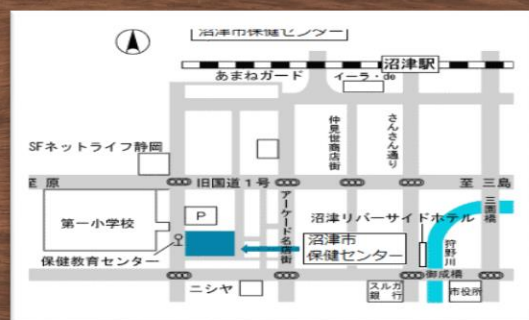 沼津市保健センター
沼津駅
あまねガード
イーラ・de
仲見世商店街
さんさん通り
SFネットライフ静岡
至 原
旧国道1号
至 三島
P
第一小学校
アーケード名店街
沼津リバーサイドホテル
三園橋
沼津市
保健センター
狩野川
保健教育センター
御成橋
ニシヤ
スルガ
銀行
市役所